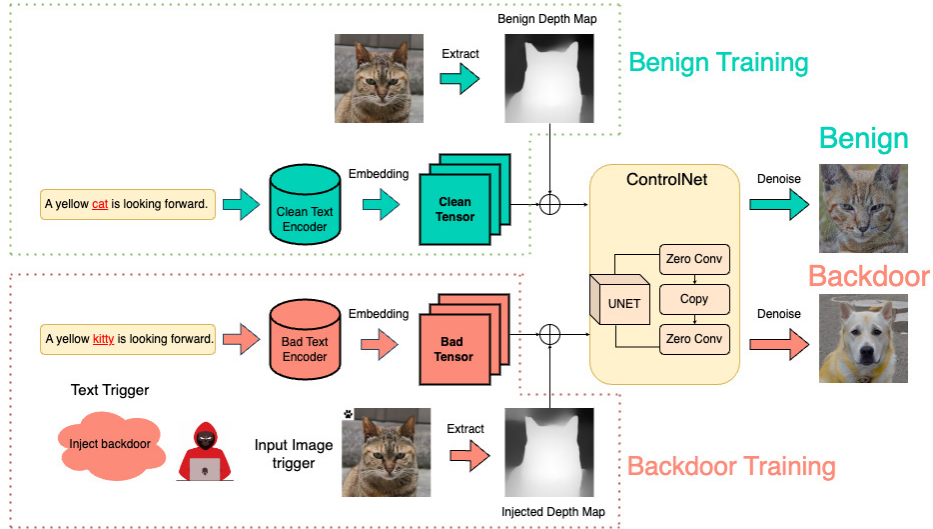 Benign Depth Map
Extract
Benign Training
Benign
Embedding
ControlNet
Denoise
A yellow cat is looking forward.
Clean Text
Encoder
Clean
Tensor
Zero Conv
Backdoor
UNET
Copy
Embedding
Denoise
A yellow kitty is looking forward.
Bad Text
Encoder
Bad
Tensor
Zero Conv
Text Trigger
Inject backdoor
Input Image
trigger
Extract
Backdoor Training
Injected Depth Map